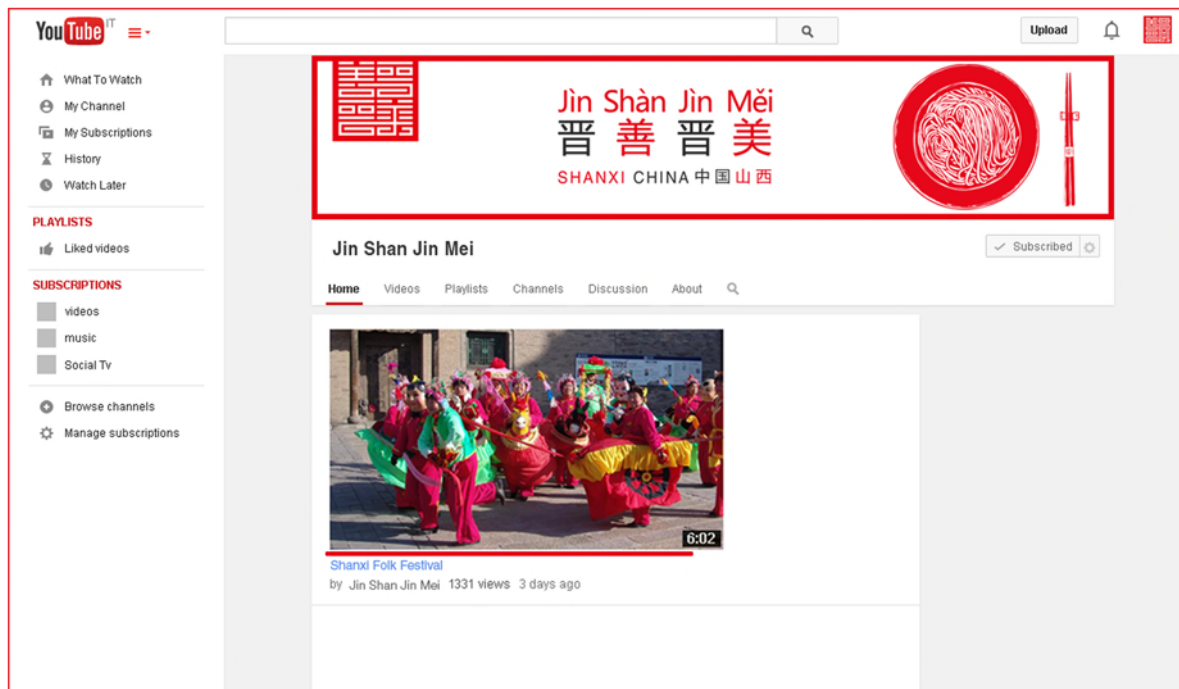 YouTube IT
Upload
What To Watch
My Channel
My Subscriptions
History
Watch Later
PLAYLISTS
Liked videos
SUBSCRIPTIONS
videos
music
Social Tv
Browse channels
Manage subscriptions
Jìn Shàn Jìn Měi
晋善晋美
SHANXI CHINA 中国山西
Jin Shan Jin Mei
Subscribed
Home Videos Playlists Channels Discussion About
6:02
Shanxi Folk Festival
by Jin Shan Jin Mei 1331 views 3 days ago